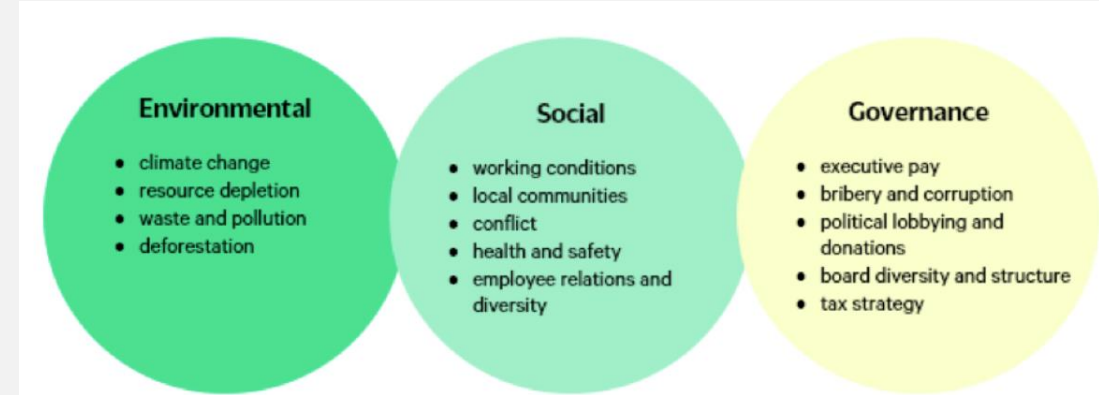 Environmental
• climate change
• resource depletion
• waste and pollution
• deforestation
Social
• working conditions
• local communities
• conflict
• health and safety
• employee relations and
diversity
Governance
• executive pay
• bribery and corruption
• political lobbying and
donations
• board diversity and structure
• tax strategy